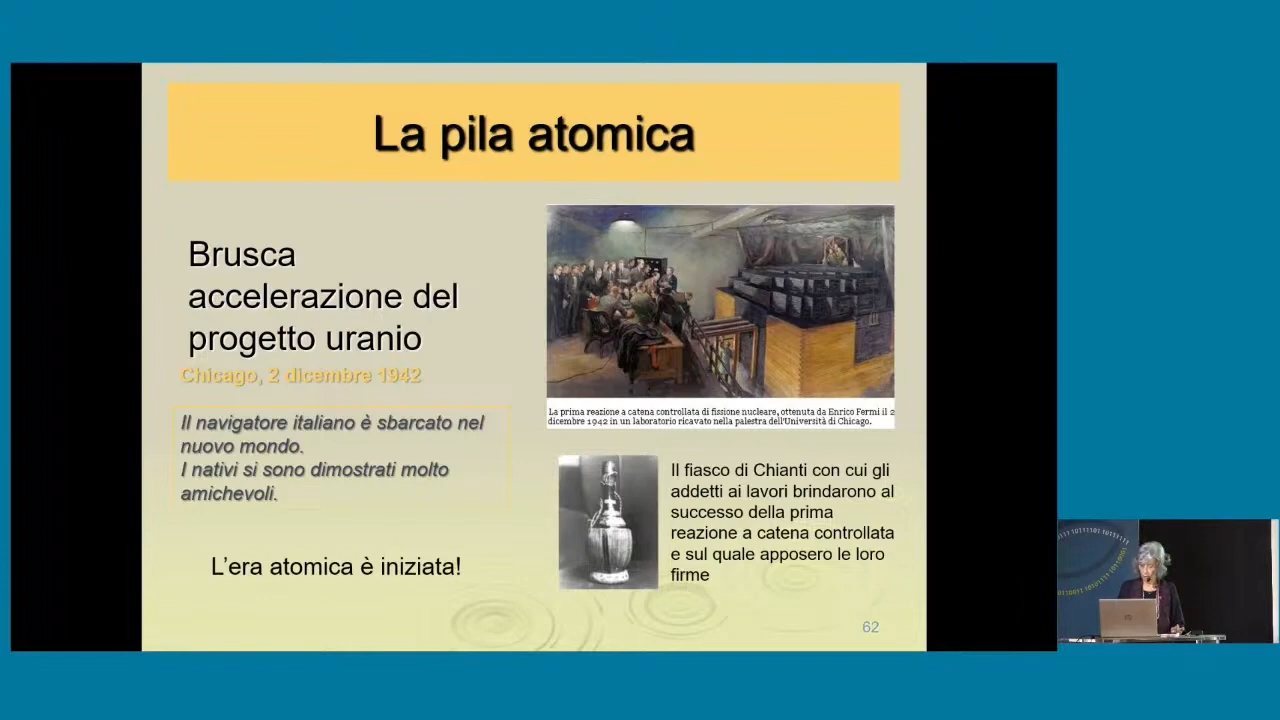 La pila atomica
Brusca
accelerazione del
progetto uranio
Chicago, 2 dicembre 1942
Il navigatore italiano è sbarcato nel
nuovo mondo.
I nativi si sono dimostrati molto
amichevoli.
L'era atomica è iniziata!
La prima reazione a catena controllata di fissione nucleare, ottenuta da Enrico Fermi il 2
dicembre 1942 in un laboratorio ricavato nella palestra dell'Università di Chicago.
Il fiasco di Chianti con cui gli
addetti ai lavori brindarono al
successo della prima
reazione a catena controllata
e sul quale apposero le loro
firme
62